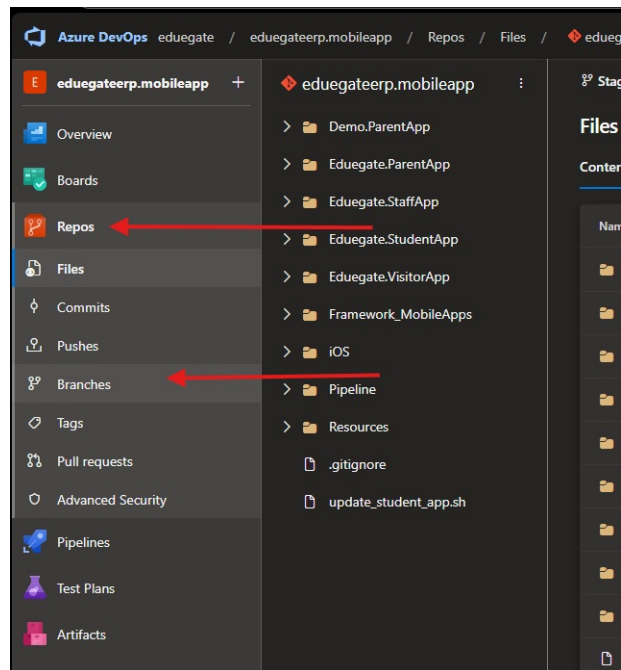 Azure DevOps eduegate / eduegateerp.mobileapp / Repos / Files / edueg
E eduegateerp.mobileapp +
Overview
Boards
Repos
Files
Commits
Pushes
Branches
Tags
Pull requests
Advanced Security
Pipelines
Test Plans
Artifacts
eduegateerp.mobileapp
Demo.ParentApp
Eduegate.ParentApp
Eduegate.StaffApp
Eduegate.StudentApp
Eduegate.VisitorApp
Framework_MobileApps
iOS
Pipeline
Resources
.gitignore
update_student_app.sh
Stag
Files
Conten
Nam